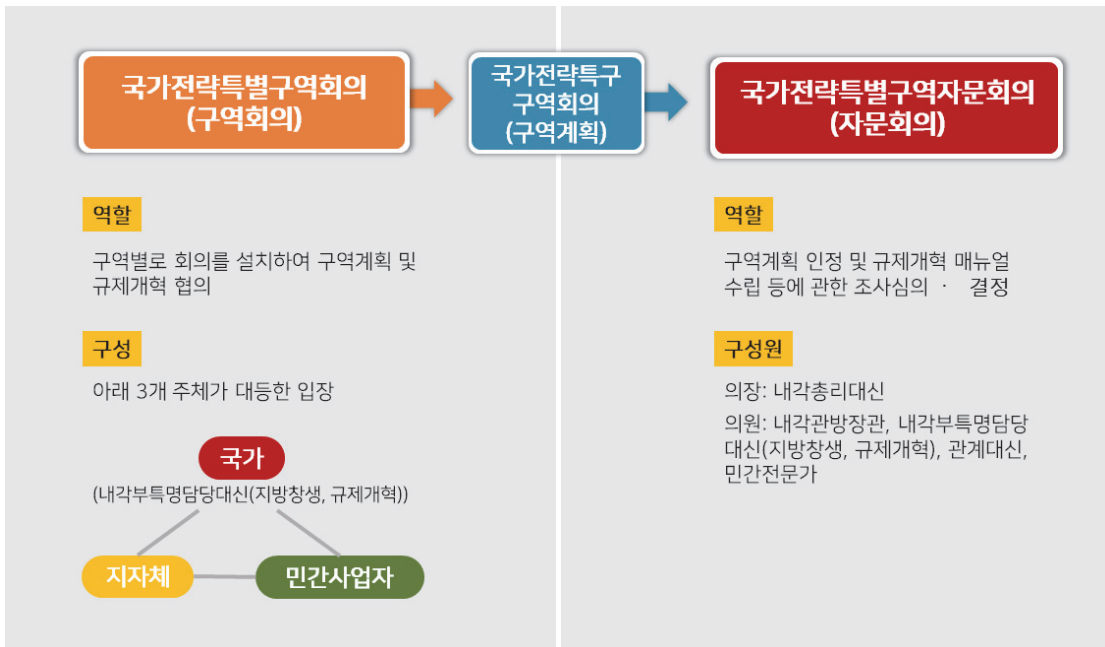 국가전략특별구역회의
(구역회의)
국가전략특구
구역회의
(구역계획)
국가전략특별구역자문회의
(자문회의)
역할
구역별로 회의를 설치하여 구역계획 및
규제개혁 협의
구성
아래 3개 주체가 대등한 입장
국가
(내각부특명담당대신(지방창생, 규제개혁))
지자체
민간사업자
역할
구역계획 인정 및 규제개혁 매뉴얼
수립 등에 관한 조사심의 · 결정
구성원
의장: 내각총리대신
의원: 내각관방장관, 내각부특명담당
대신(지방창생, 규제개혁), 관계대신,
민간전문가